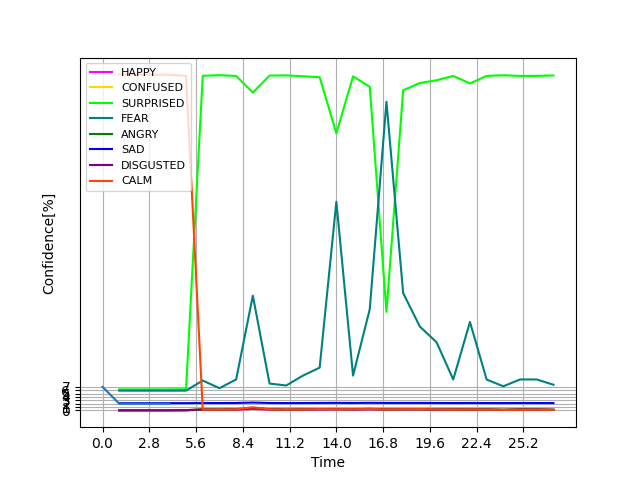 HAPPY
CONFUSED
SURPRISED
FEAR
ANGRY
SAD
DISGUSTED
CALM
Confidence[%]
0.0 2.8 5.6 8.4 11.2 14.0 16.8 19.6 22.4 25.2
Time